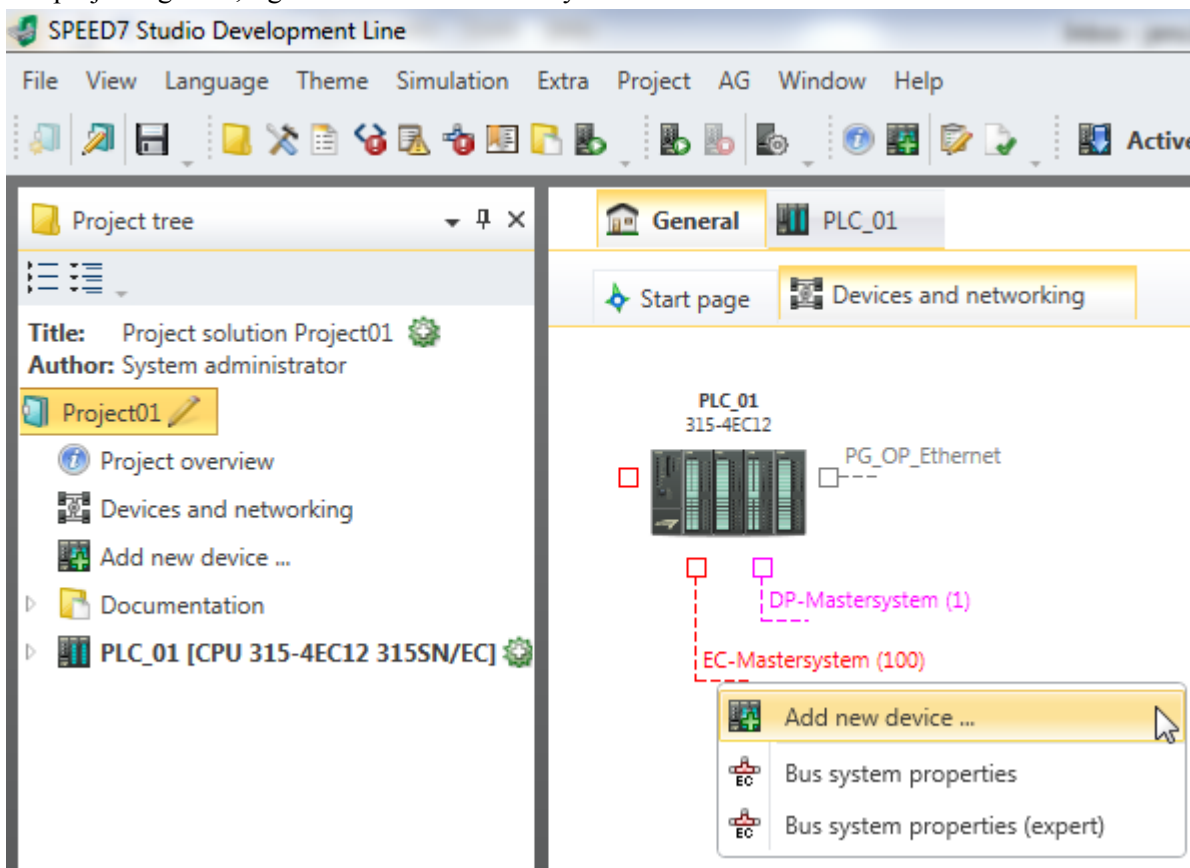 SPEED7 Studio Development Line
File View Language Theme Simulation Extra Project AG Window Help
Active
Project tree
General PLC_01
Start page Devices and networking
Title: Project solution Project01
Author: System administrator
Project01
Project overview
Devices and networking
Add new device ...
Documentation
PLC_01 [CPU 315-4EC12 315SN/EC]
PLC_01
315-4EC12
PG_OP_Ethernet
DP-Mastersystem (1)
EC-Mastersystem (100)
Add new device ...
EC Bus system properties
EC Bus system properties (expert)